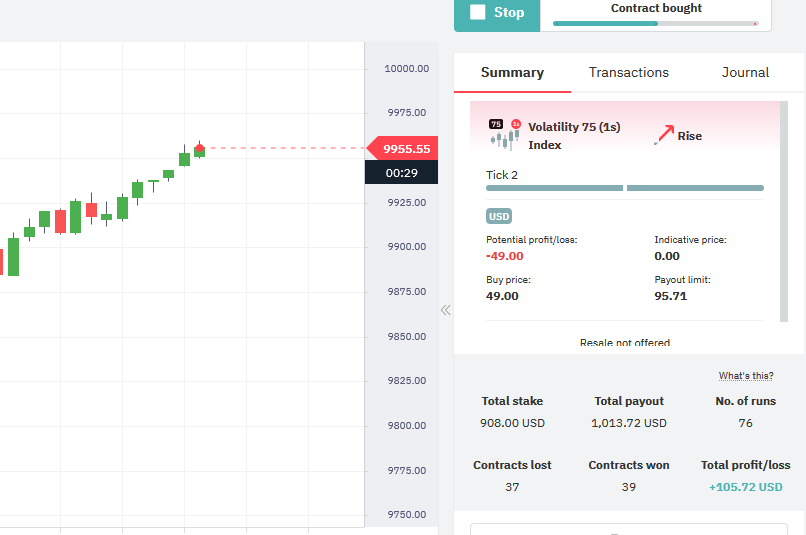 Stop
Contract bought
10000.00
9975.00
9955.55
00:29
9925.00
9900.00
9875.00
9850.00
9825.00
9800.00
9775.00
9750.00
Summary Transactions Journal
75 1s
Volatility 75 (1s)
Index
Rise
Tick 2
USD
Potential profit/loss: Indicative price:
-49.00 0.00
Buy price: Payout limit:
49.00 95.71
Resale not offered
What's this?
Total stake Total payout No. of runs
908.00 USD 1,013.72 USD 76
Contracts lost Contracts won Total profit/loss
37 39 +105.72 USD